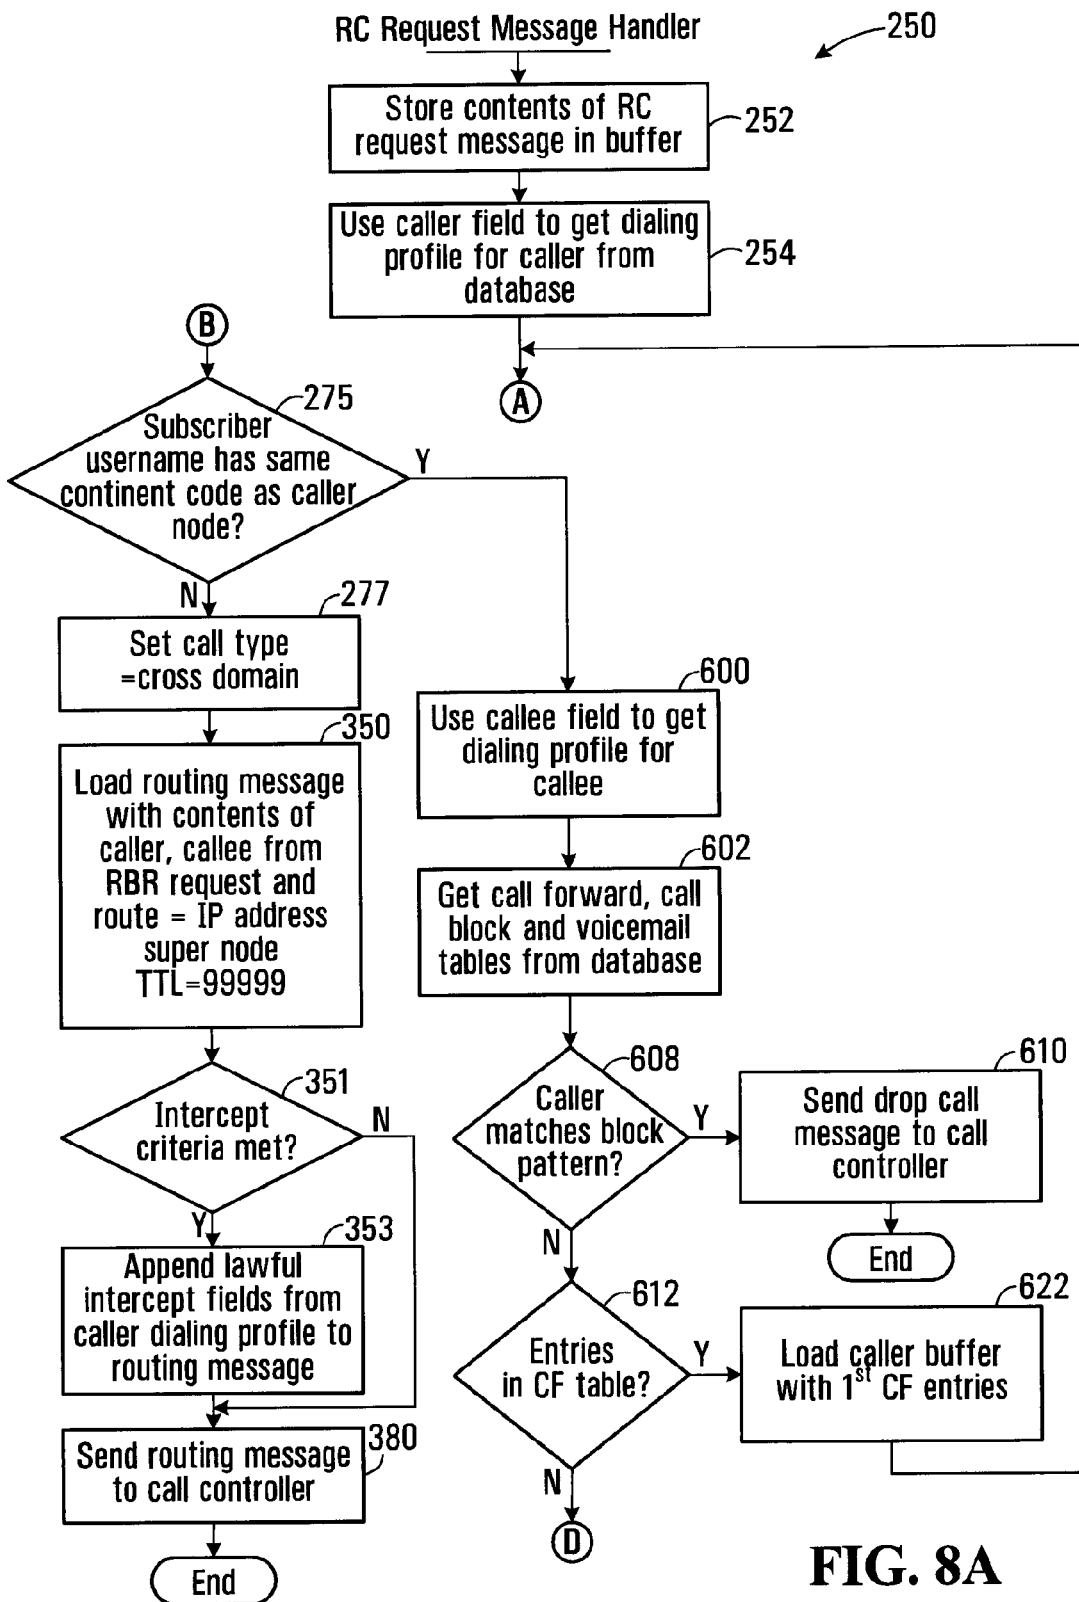 RC Request Message Handler
250
Store contents of RC
request message in buffer
252
Use caller field to get dialing
profile for caller from
database
254
B
A
275
Subscriber
username has same
continent code as caller
node?
Y
N
277
Set call type
=cross domain
350
Load routing message
with contents of
caller, callee from
RBR request and
route = IP address
super node
TTL=99999
351
Intercept
criteria met?
N
Y
353
Append lawful
intercept fields from
caller dialing profile to
routing message
380
Send routing message
to call controller
End
600
Use callee field to get
dialing profile for
callee
602
Get call forward, call
block and voicemail
tables from database
608
Caller
matches block
pattern?
Y
N
610
Send drop call
message to call
controller
End
612
Entries
in CF table?
Y
N
622
Load caller buffer
with 1st CF entries
D
FIG. 8A